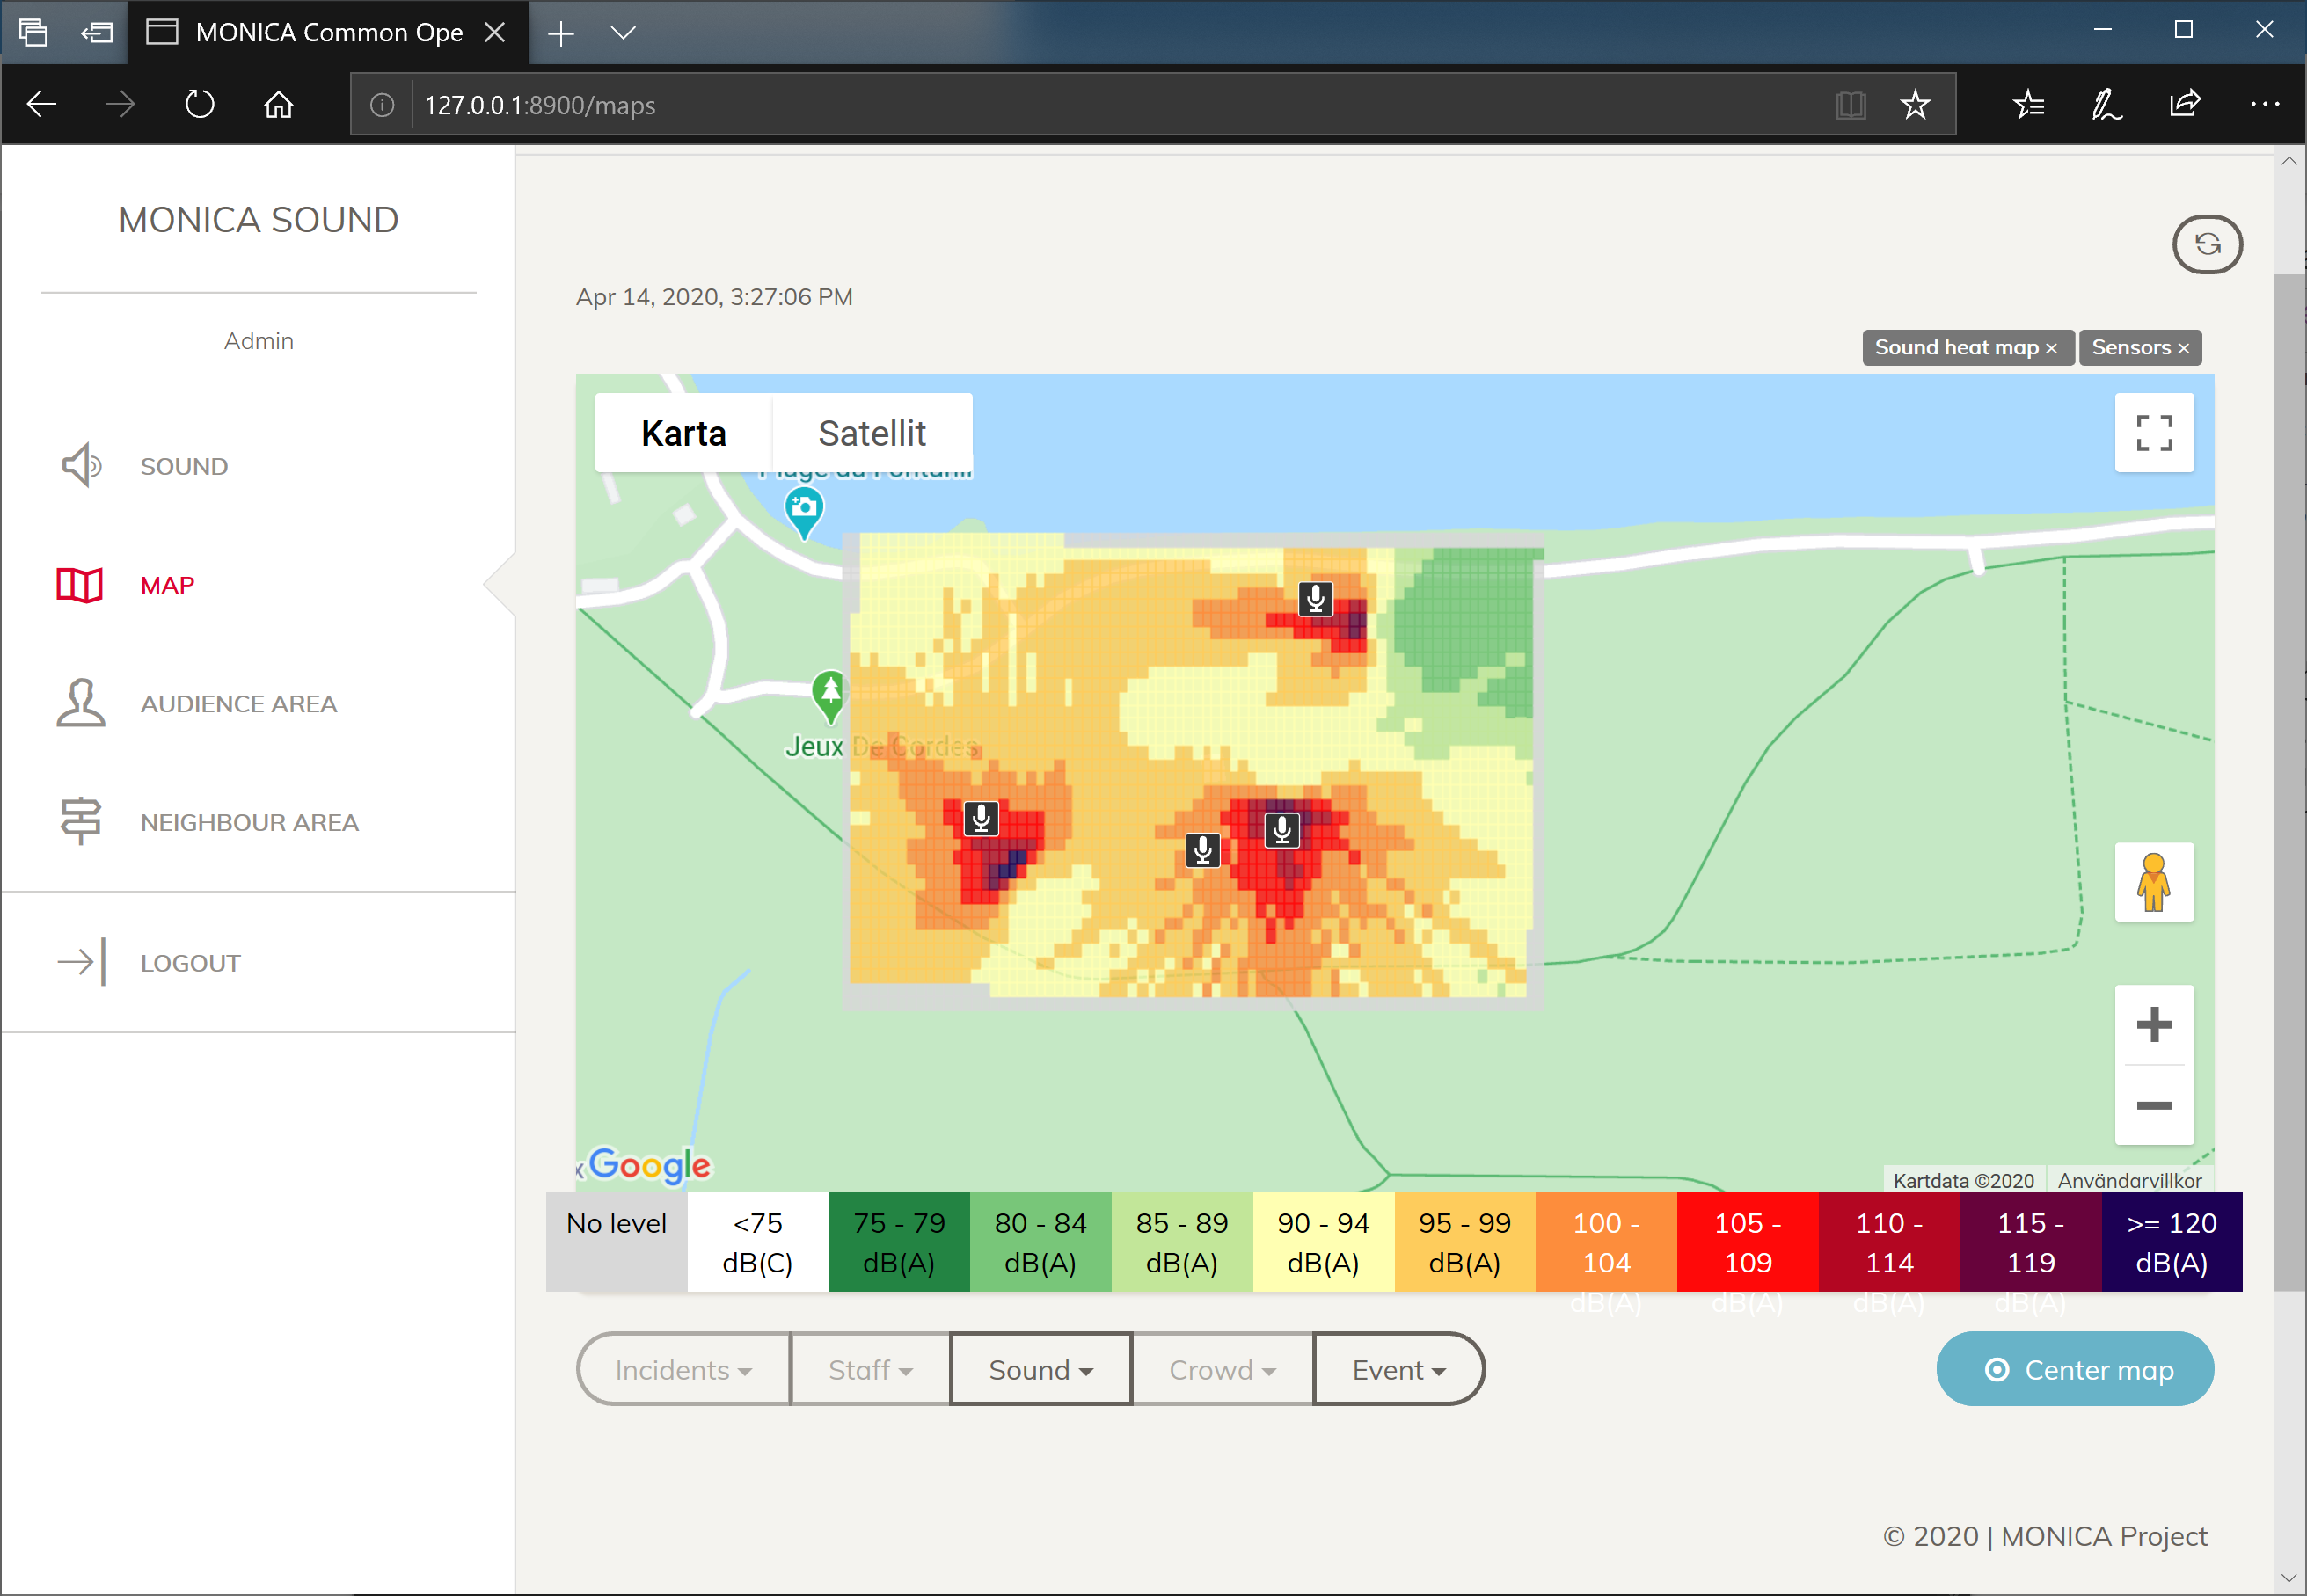 MONICA Common Ope
127.0.0.1:8900/maps
MONICA SOUND
Admin
SOUND
MAP
AUDIENCE AREA
NEIGHBOUR AREA
LOGOUT
Apr 14, 2020, 3:27:06 PM
Sound heat map ×
Sensors ×
Karta
Satellit
Jeux De Cordes
Google
Kartdata ©2020
Användarvillkor
No level
<75
dB(C)
75 - 79
dB(A)
80 - 84
dB(A)
85 - 89
dB(A)
90 - 94
dB(A)
95 - 99
dB(A)
100 -
104
dB(A)
105 -
109
dB(A)
110 -
114
dB(A)
115 -
119
dB(A)
>= 120
dB(A)
Incidents
Staff
Sound
Crowd
Event
Center map
© 2020 | MONICA Project